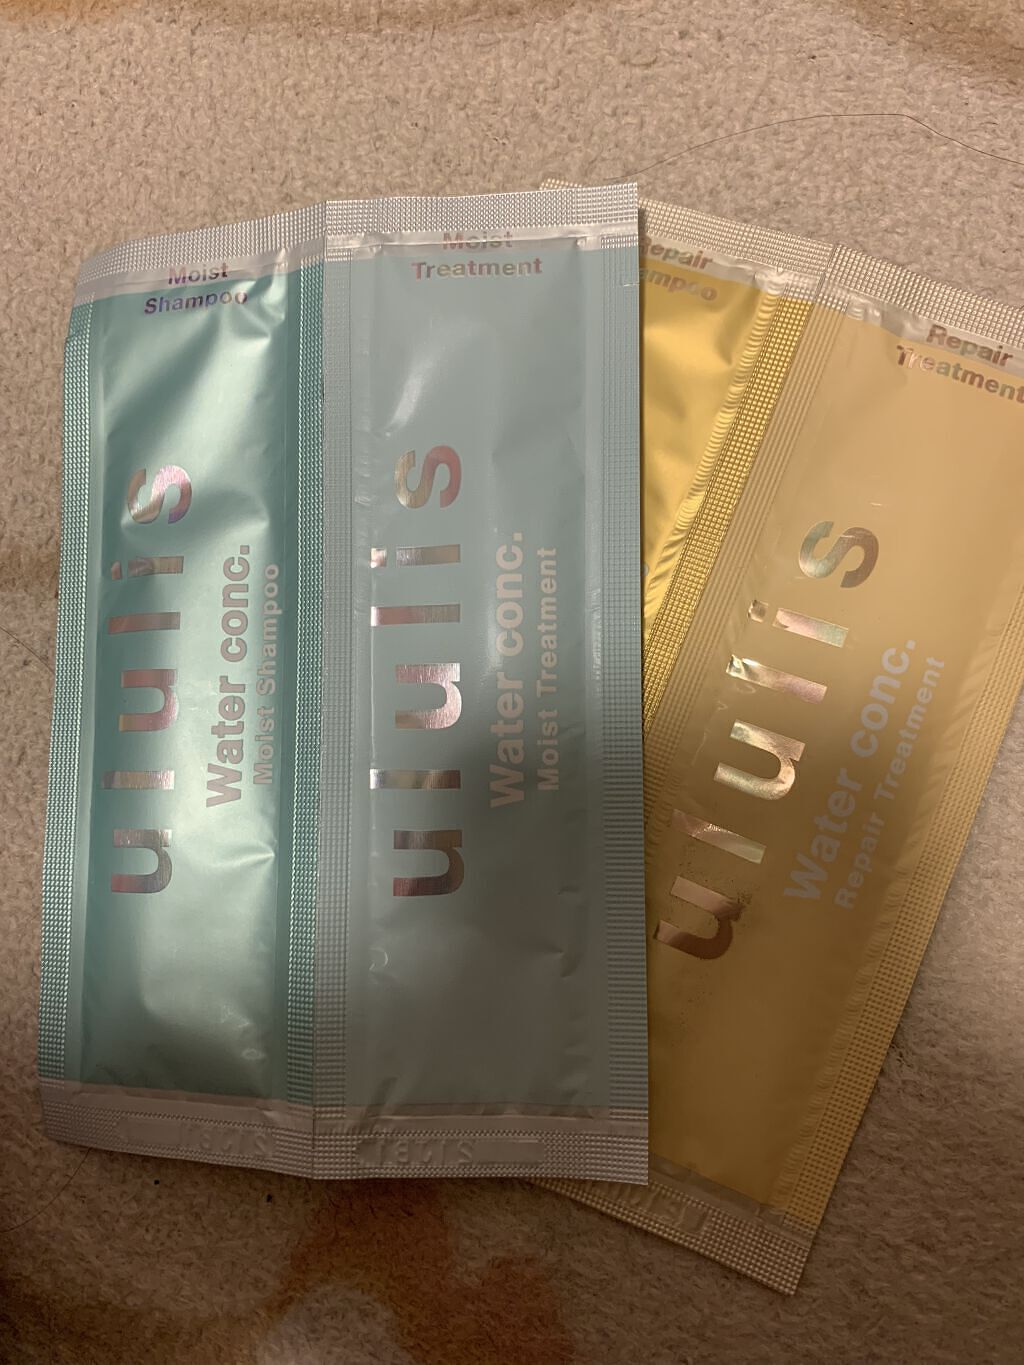 Moist
Shampoo
ululis
Water conc.
Moist Shampoo
Moist
Treatment
ululis
Water conc.
Moist Treatment
Repair
Repair
Treatment
ululis
Water conc.
Repair Treatment